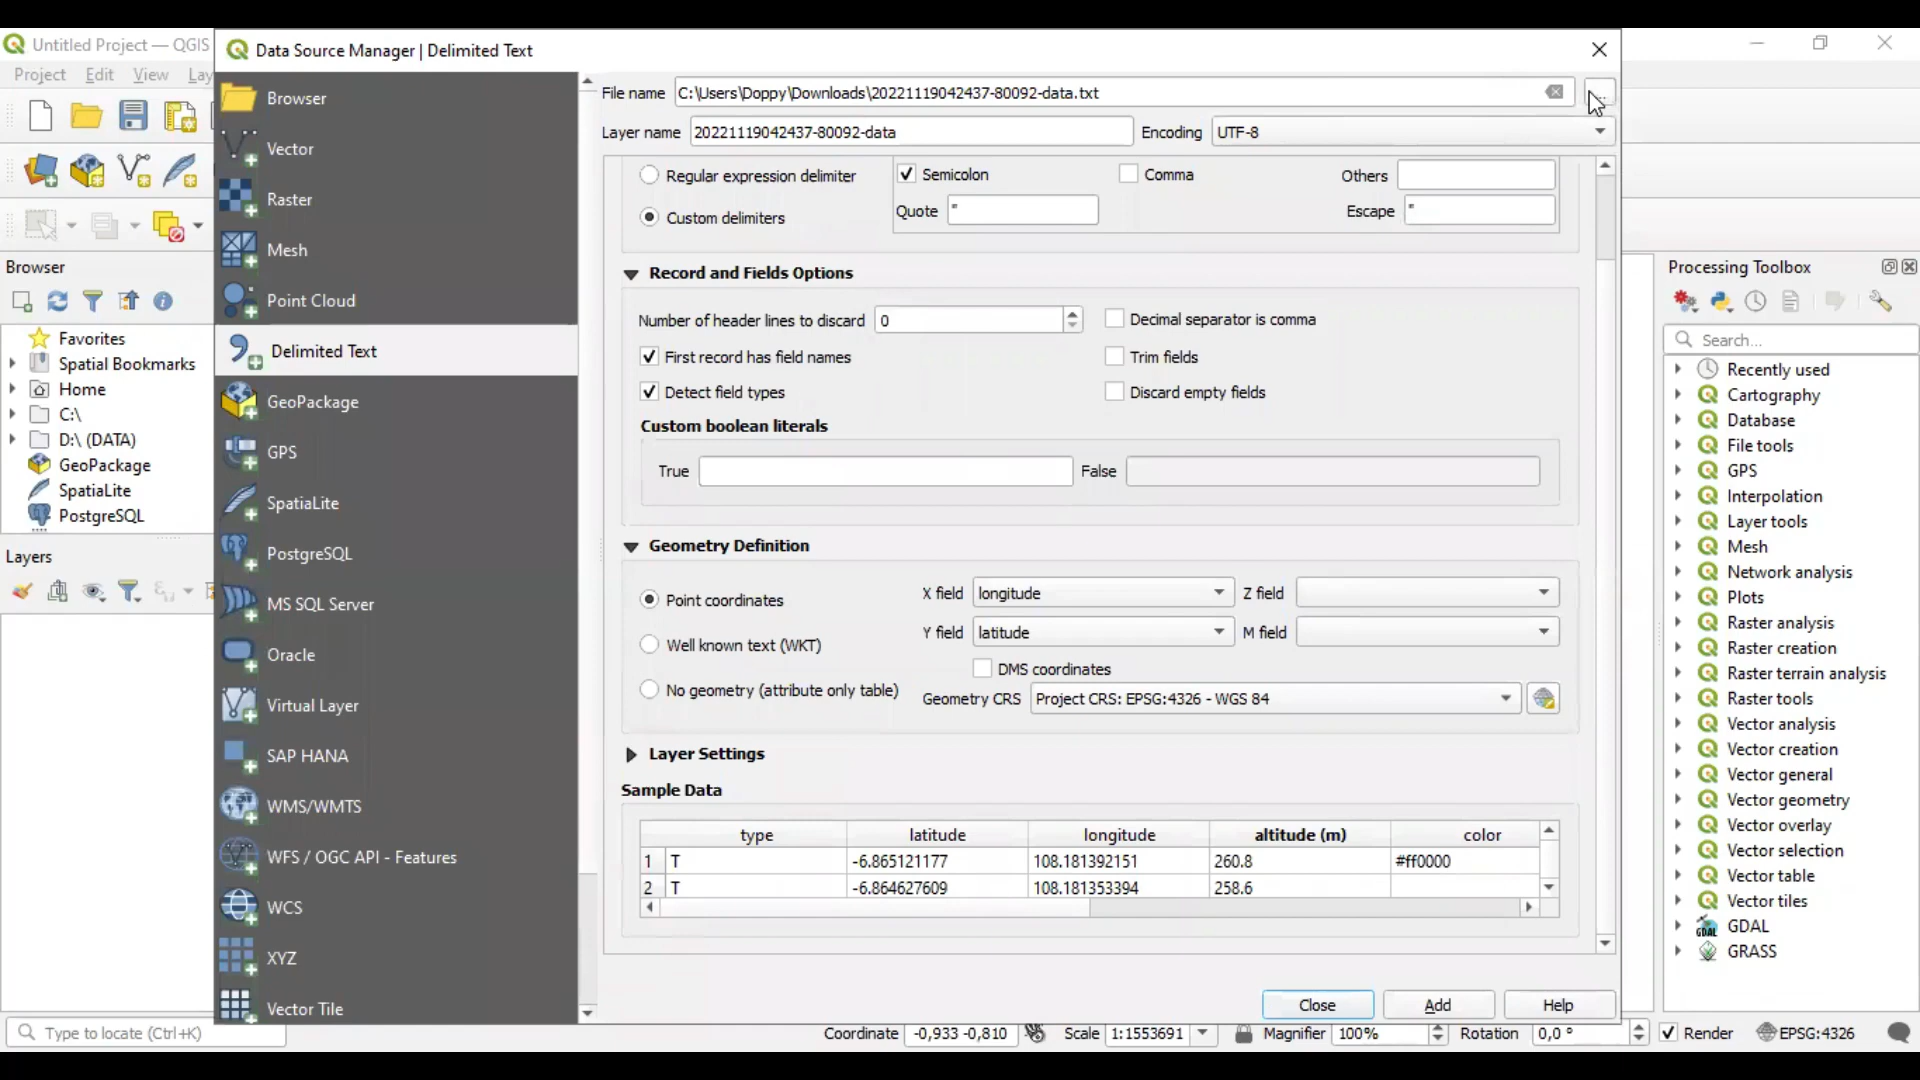 Untitled Project — QGIS
Data Source Manager | Delimited Text
Project Edit View Lay
Browser
Favorites
Spatial Bookmarks
Home
C:\
D:\ (DATA)
GeoPackage
SpatiaLite
PostgreSQL
Layers
Type to locate (Ctrl+K)
Browser
Vector
Raster
Mesh
Point Cloud
Delimited Text
GeoPackage
GPS
SpatiaLite
PostgreSQL
MS SQL Server
Oracle
Virtual Layer
SAP HANA
WMS/WMTS
WFS / OGC API - Features
WCS
XYZ
Vector Tile
File name C:\Users\Doppy\Downloads\20221119042437-80092-data.txt
Layer name 20221119042437-80092-data Encoding UTF-8
Regular expression delimiter Semicolon Comma Others
Custom delimiters Quote " Escape "
Record and Fields Options
Number of header lines to discard 0 Decimal separator is comma
First record has field names Trim fields
Detect field types Discard empty fields
Custom boolean literals
True False
Geometry Definition
Point coordinates X field longitude Z field
Y field latitude M field
Well known text (WKT)
DMS coordinates
No geometry (attribute only table) Geometry CRS Project CRS: EPSG:4326 - WGS 84
Layer Settings
Sample Data
type latitude longitude altitude (m) color
1 T -6.865121177 108.181392151 260.8 #ff0000
2 T -6.864627609 108.181353394 258.6
Close Add Help
Coordinate -0,933 -0,810 Scale 1:1553691 Magnifier 100% Rotation 0,0 ° Render EPSG:4326
Processing Toolbox
Search...
Recently used
Cartography
Database
File tools
GPS
Interpolation
Layer tools
Mesh
Network analysis
Plots
Raster analysis
Raster creation
Raster terrain analysis
Raster tools
Vector analysis
Vector creation
Vector general
Vector geometry
Vector overlay
Vector selection
Vector table
Vector tiles
GDAL
GRASS